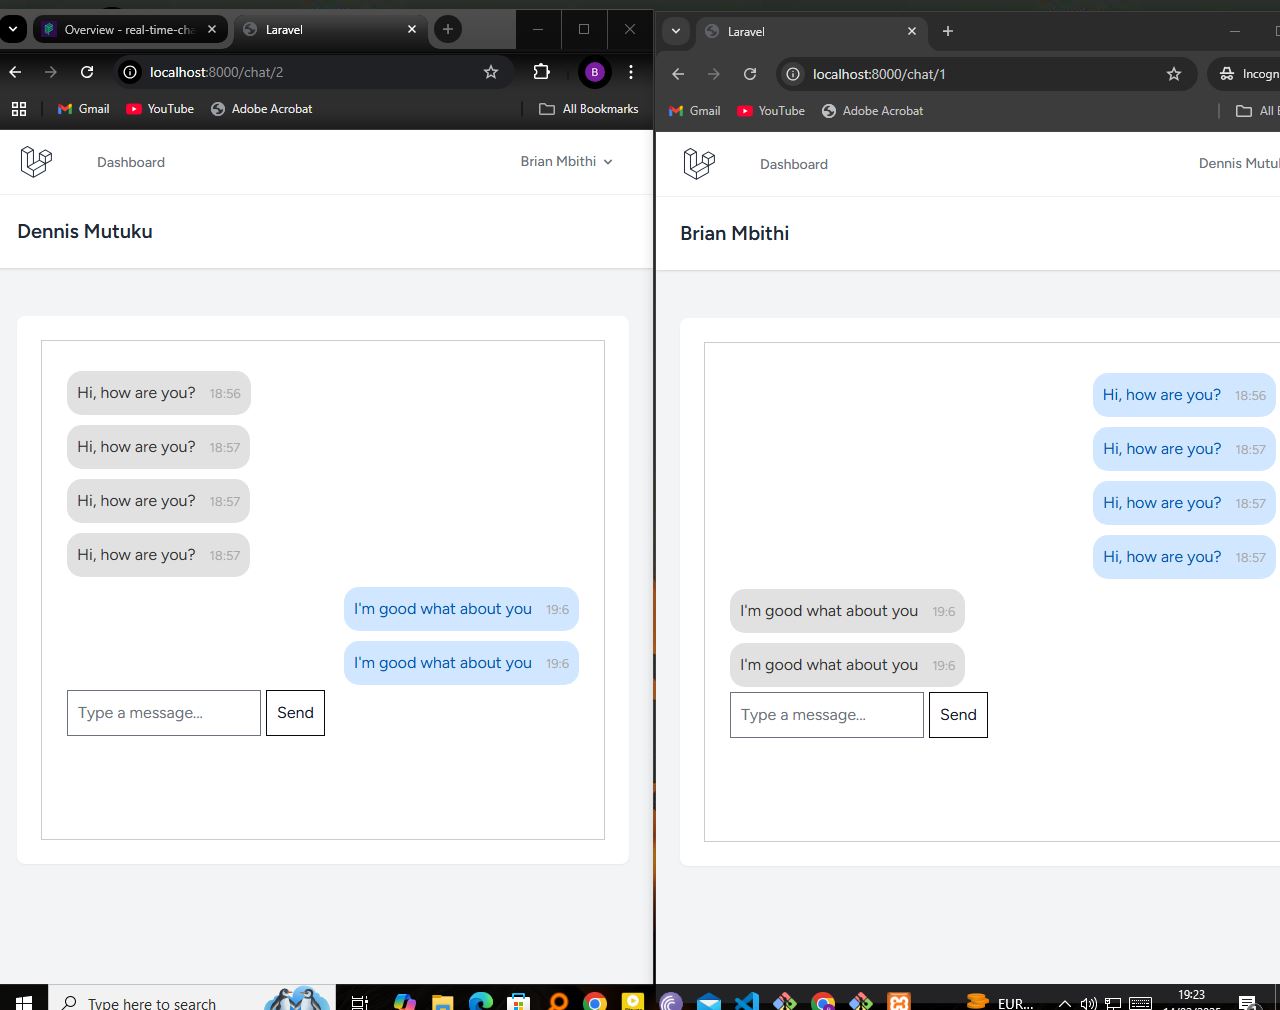 Overview - real-time-cha
Laravel
localhost:8000/chat/2
B
Gmail
YouTube
Adobe Acrobat
All Bookmarks
Dashboard
Brian Mbithi
Dennis Mutuku
Hi, how are you? 18:56
Hi, how are you? 18:57
Hi, how are you? 18:57
Hi, how are you? 18:57
I'm good what about you 19:6
I'm good what about you 19:6
Type a message...
Send
Laravel
localhost:8000/chat/1
Incogn
Gmail
YouTube
Adobe Acrobat
All
Dashboard
Dennis Mutu
Brian Mbithi
Hi, how are you? 18:56
Hi, how are you? 18:57
Hi, how are you? 18:57
Hi, how are you? 18:57
I'm good what about you 19:6
I'm good what about you 19:6
Type a message...
Send
Type here to search
EUR...
19:23